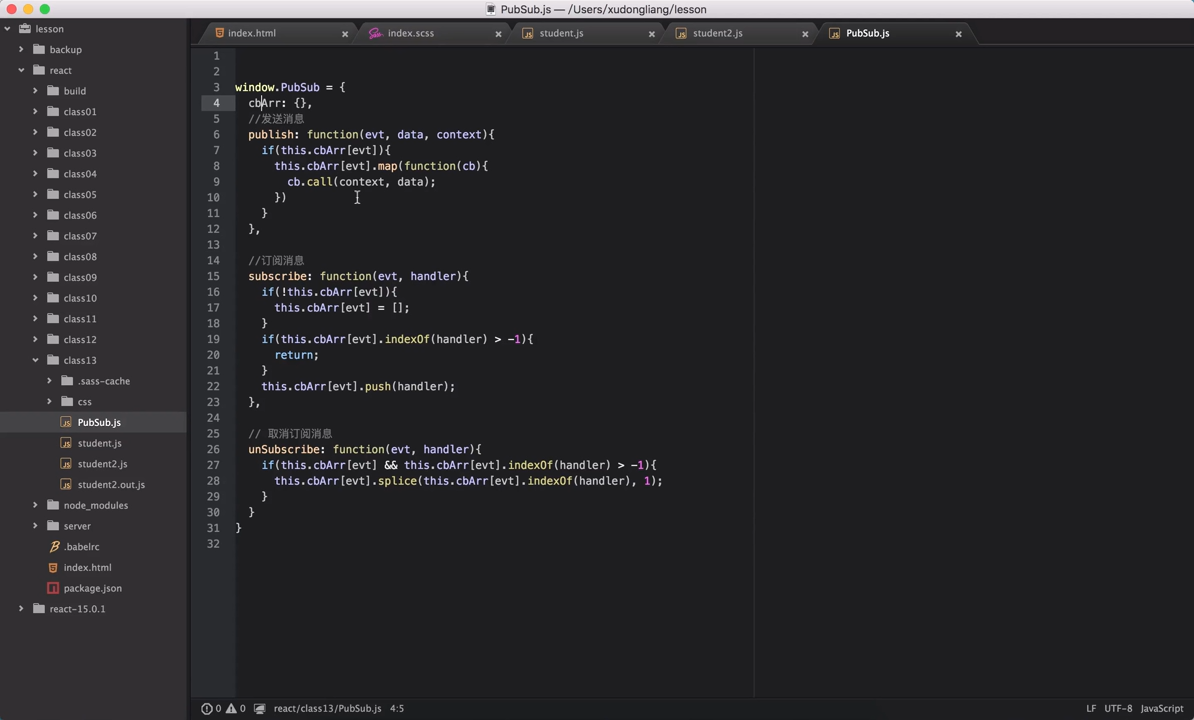 PubSub.js — /Users/xudongliang/lesson
lesson
backup
react
build
class01
class02
class03
class04
class05
class06
class07
class08
class09
class10
class11
class12
class13
.sass-cache
css
PubSub.js
student.js
student2.js
student2.out.js
node_modules
server
.babelrc
index.html
package.json
react-15.0.1
index.html
index.scss
student.js
student2.js
PubSub.js
1
2
3 window.PubSub = {
4 cbArr: {},
5 //发送消息
6 publish: function(evt, data, context){
7 if(this.cbArr[evt]){
8 this.cbArr[evt].map(function(cb){
9 cb.call(context, data);
10 })
11 }
12 },
13
14 //订阅消息
15 subscribe: function(evt, handler){
16 if(!this.cbArr[evt]){
17 this.cbArr[evt] = [];
18 }
19 if(this.cbArr[evt].indexOf(handler) > -1){
20 return;
21 }
22 this.cbArr[evt].push(handler);
23 },
24
25 // 取消订阅消息
26 unSubscribe: function(evt, handler){
27 if(this.cbArr[evt] && this.cbArr[evt].indexOf(handler) > -1){
28 this.cbArr[evt].splice(this.cbArr[evt].indexOf(handler), 1);
29 }
30 }
31 }
32
0 0 react/class13/PubSub.js 4:5
LF UTF-8 JavaScript